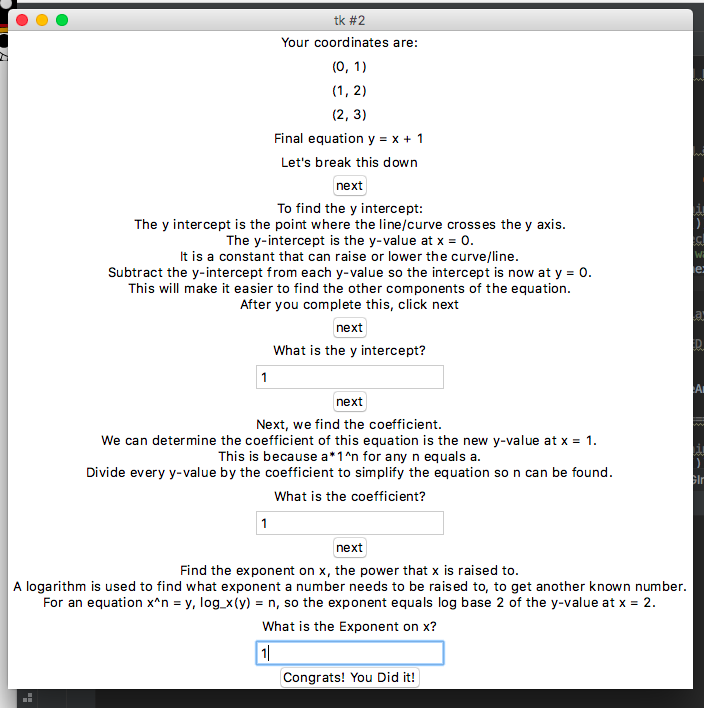 tk #2
Your coordinates are:
(0, 1)
(1, 2)
(2, 3)
Final equation y = x + 1
Let's break this down
next
To find the y intercept:
The y intercept is the point where the line/curve crosses the y axis.
The y-intercept is the y-value at x = 0.
It is a constant that can raise or lower the curve/line.
Subtract the y-intercept from each y-value so the intercept is now at y = 0.
This will make it easier to find the other components of the equation.
After you complete this, click next
next
What is the y intercept?
1
next
Next, we find the coefficient.
We can determine the coefficient of this equation is the new y-value at x = 1.
This is because a*1^n for any n equals a.
Divide every y-value by the coefficient to simplify the equation so n can be found.
What is the coefficient?
1
next
Find the exponent on x, the power that x is raised to.
A logarithm is used to find what exponent a number needs to be raised to, to get another known number.
For an equation x^n = y, log_x(y) = n, so the exponent equals log base 2 of the y-value at x = 2.
What is the Exponent on x?
1
Congrats! You Did it!